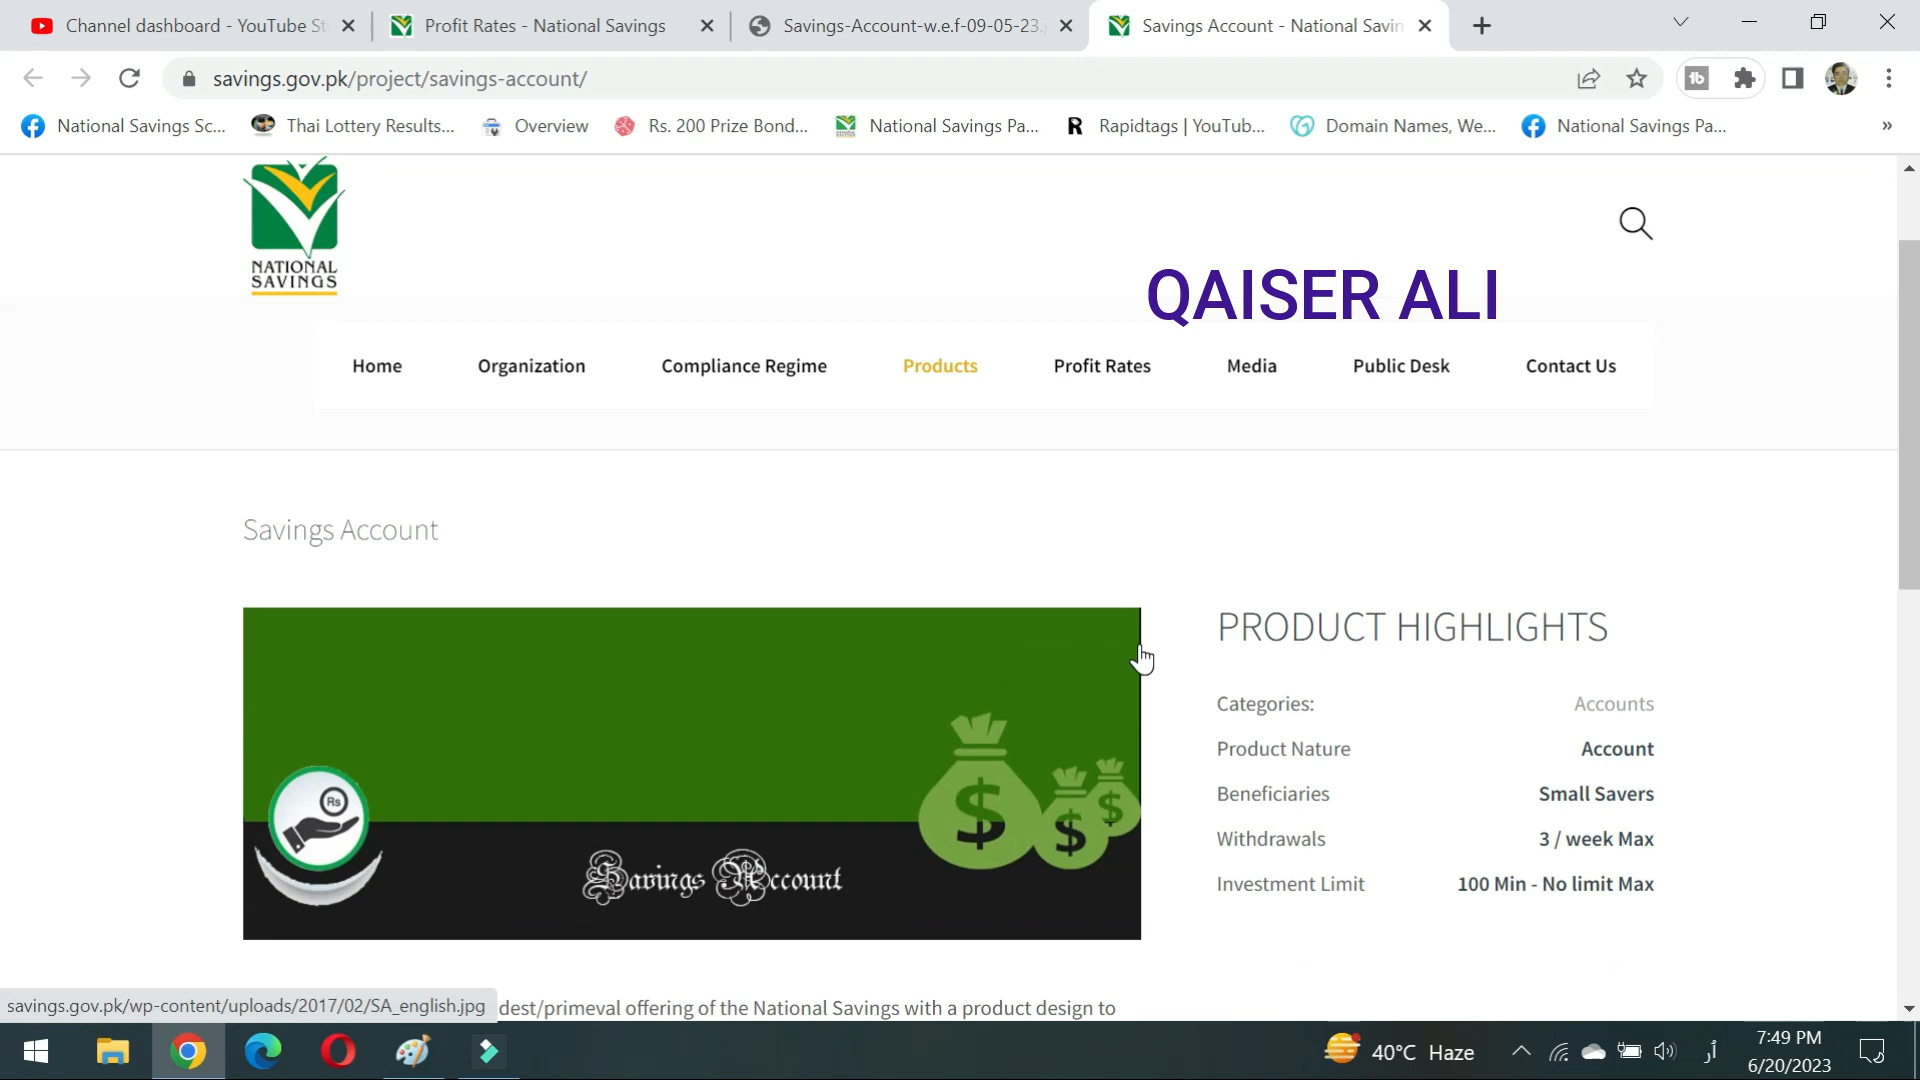 Channel dashboard - YouTube St
Profit Rates - National Savings
Savings-Account-w.e.f-09-05-23.
Savings Account - National Savin
savings.gov.pk/project/savings-account/
National Savings Sc...
Thai Lottery Results...
Overview
Rs. 200 Prize Bond...
National Savings Pa...
R Rapidtags | YouTub...
Domain Names, We...
National Savings Pa...
»
NATIONAL
SAVINGS
QAISER ALI
Home
Organization
Compliance Regime
Products
Profit Rates
Media
Public Desk
Contact Us
Savings Account
Rs
$ $ $
Savings Account
PRODUCT HIGHLIGHTS
Categories: Accounts
Product Nature Account
Beneficiaries Small Savers
Withdrawals 3 / week Max
Investment Limit 100 Min - No limit Max
dest/primeval offering of the National Savings with a product design to
savings.gov.pk/wp-content/uploads/2017/02/SA_english.jpg
40°C Haze
7:49 PM
6/20/2023